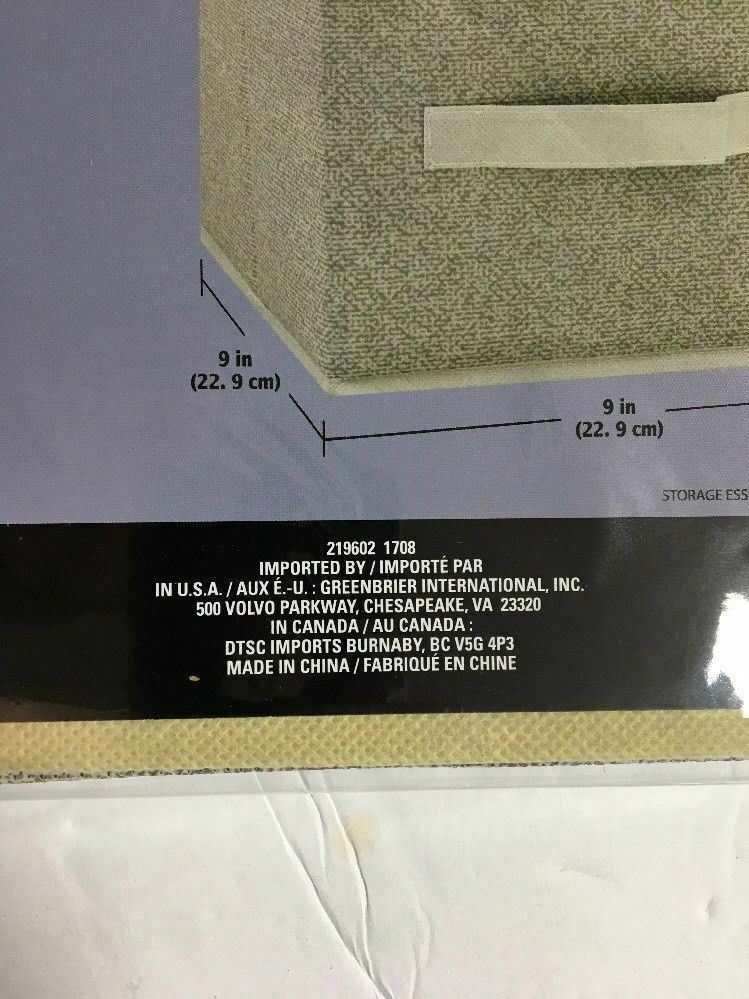 9 in
(22. 9 cm)
9 in
(22. 9 cm)
STORAGE ESS
219602 1708
IMPORTED BY / IMPORTÉ PAR
IN U.S.A. / AUX É.-U. : GREENBRIER INTERNATIONAL, INC.
500 VOLVO PARKWAY, CHESAPEAKE, VA 23320
IN CANADA / AU CANADA :
DTSC IMPORTS BURNABY, BC V5G 4P3
MADE IN CHINA / FABRIQUÉ EN CHINE